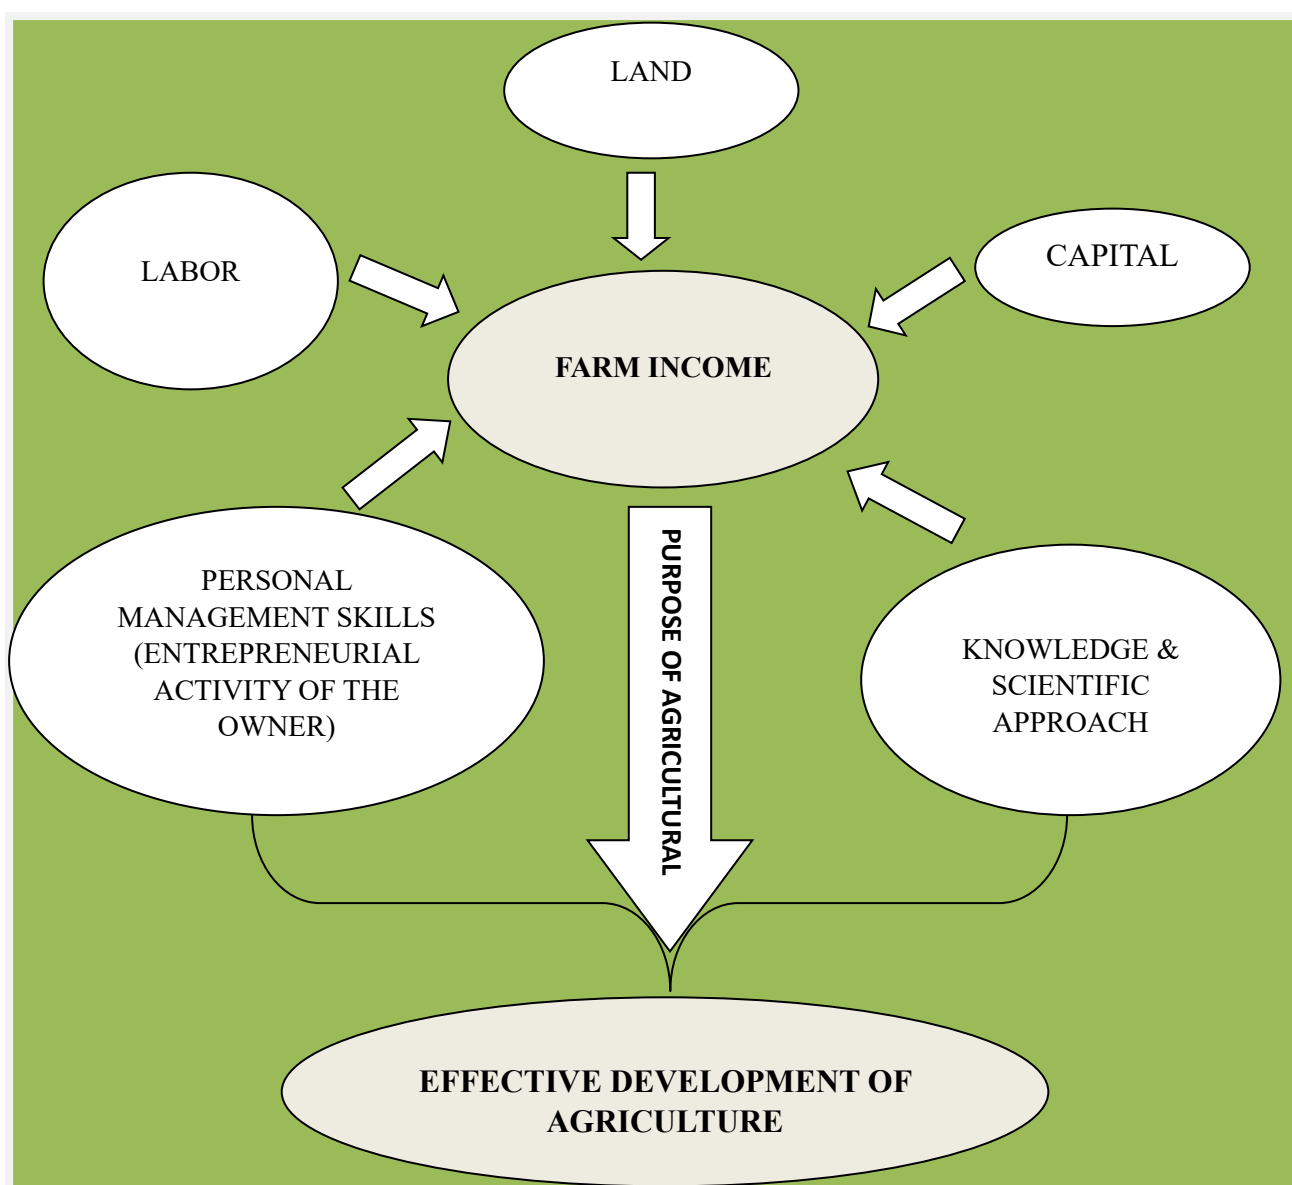 LAND
LABOR
CAPITAL
FARM INCOME
PERSONAL
MANAGEMENT SKILLS
(ENTREPRENEURIAL
ACTIVITY OF THE
OWNER)
PURPOSE OF AGRICULTURAL
KNOWLEDGE &
SCIENTIFIC
APPROACH
EFFECTIVE DEVELOPMENT OF
AGRICULTURE